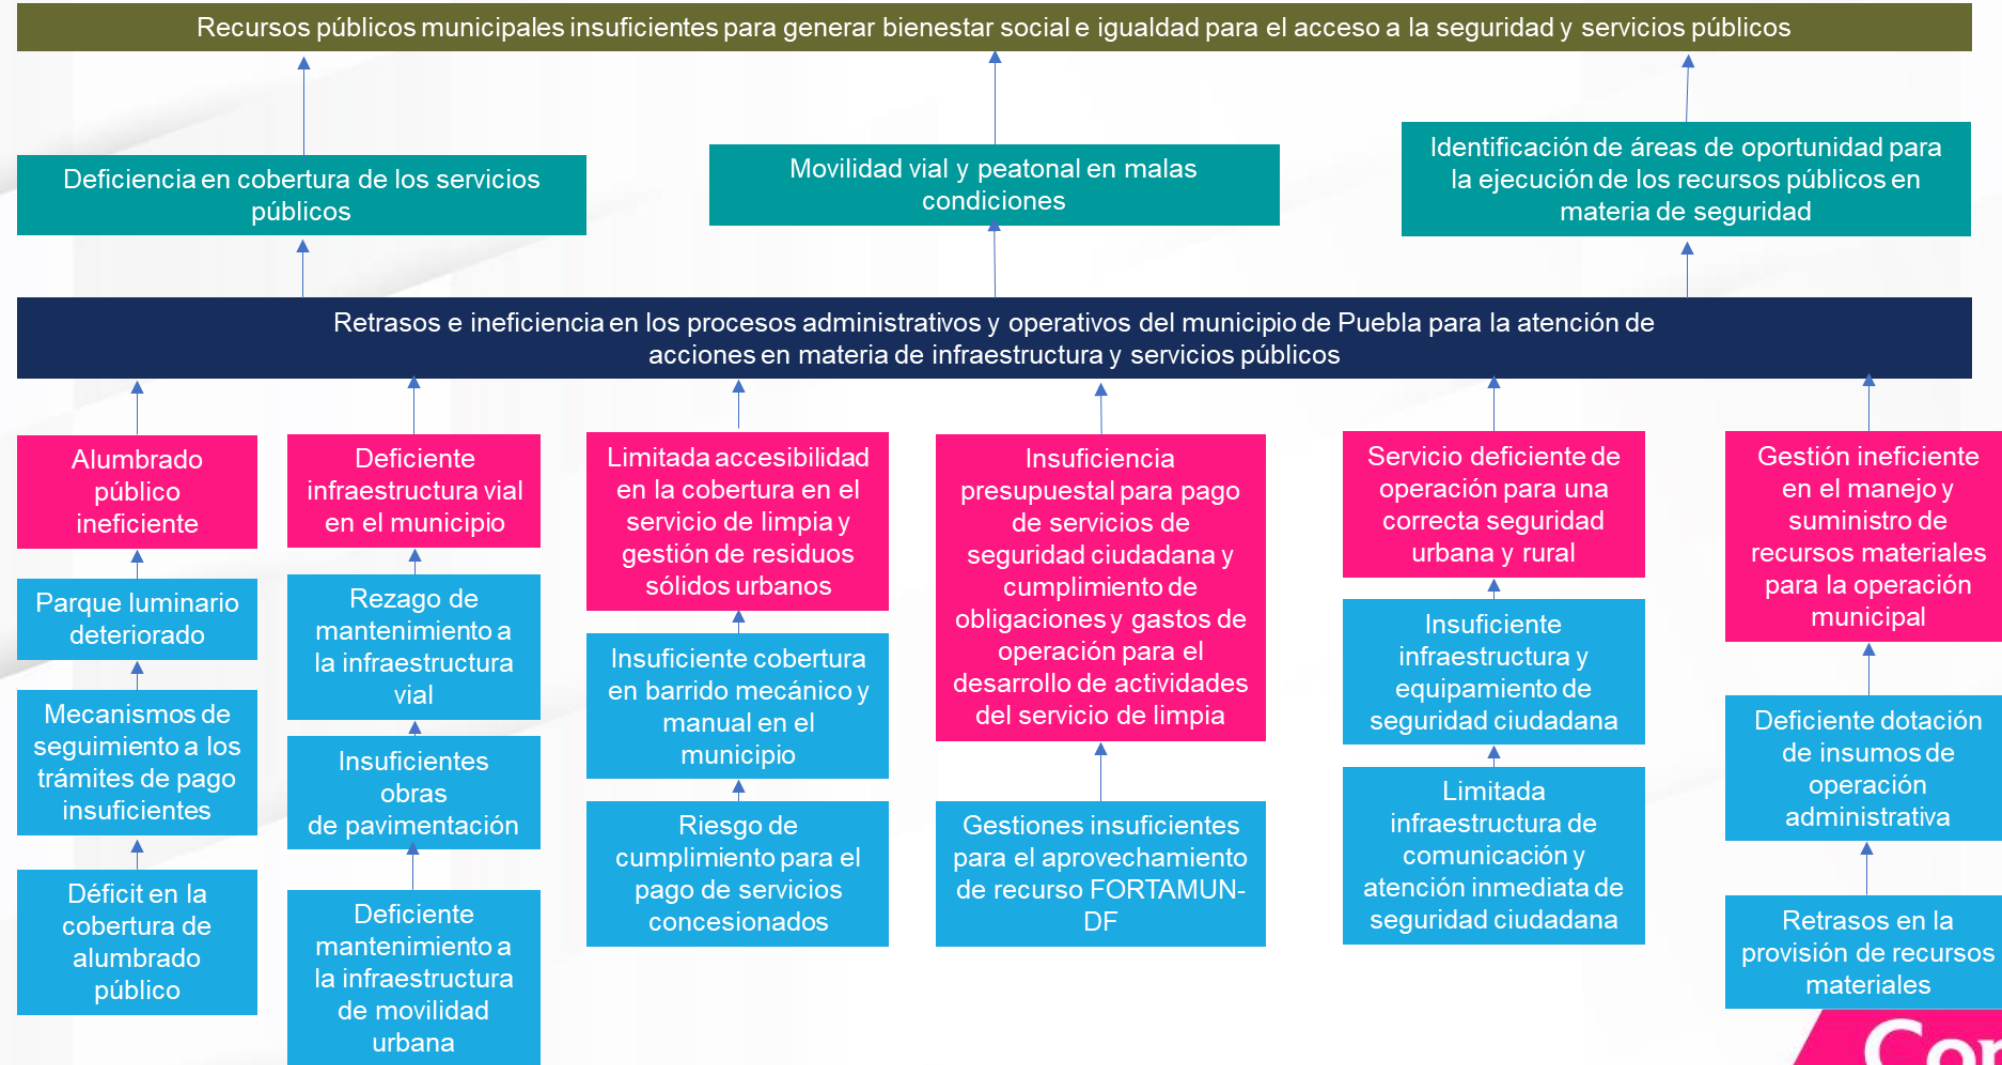 Recursos públicos municipales insuficientes para generar bienestar social e igualdad para el acceso a la seguridad y servicios públicos
Deficiencia en cobertura de los servicios
públicos
Movilidad vial y peatonal en malas
condiciones
Identificación de áreas de oportunidad para
la ejecución de los recursos públicos en
materia de seguridad
Retrasos e ineficiencia en los procesos administrativos y operativos del municipio de Puebla para la atención de
acciones en materia de infraestructura y servicios públicos
Alumbrado
público
ineficiente
Parque luminario
deteriorado
Mecanismos de
seguimiento a los
trámites de pago
insuficientes
Déficit en la
cobertura de
alumbrado
público
Deficiente
infraestructura vial
en el municipio
Rezago de
mantenimiento a
la infraestructura
vial
Insuficientes
obras
de pavimentación
Deficiente
mantenimiento a
la infraestructura
de movilidad
urbana
Limitada accesibilidad
en la cobertura en el
servicio de limpia y
gestión de residuos
sólidos urbanos
Insuficiente cobertura
en barrido mecánico y
manual en el
municipio
Riesgo de
cumplimiento para el
pago de servicios
concesionados
Insuficiencia
presupuestal para pago
de servicios de
seguridad ciudadana y
cumplimiento de
obligaciones y gastos de
operación para el
desarrollo de actividades
del servicio de limpia
Gestiones insuficientes
para el aprovechamiento
de recurso FORTAMUN-
DF
Servicio deficiente de
operación para una
correcta seguridad
urbana y rural
Insuficiente
infraestructura y
equipamiento de
seguridad ciudadana
Limitada
infraestructura de
comunicación y
atención inmediata de
seguridad ciudadana
Gestión ineficiente
en el manejo y
suministro de
recursos materiales
para la operación
municipal
Deficiente dotación
de insumos de
operación
administrativa
Retrasos en la
provisión de recursos
materiales